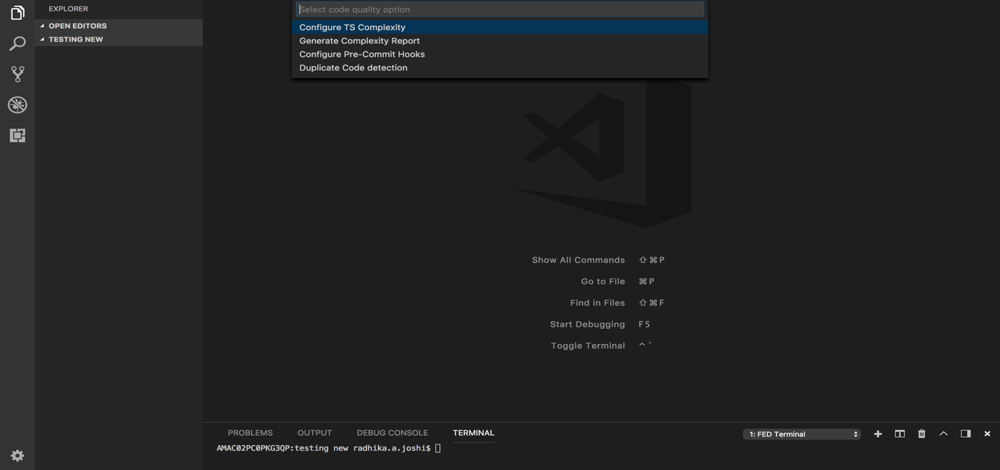 EXPLORER
OPEN EDITORS
TESTING NEW
Select code quality option
Configure TS Complexity
Generate Complexity Report
Configure Pre-Commit Hooks
Duplicate Code detection
Show All Commands ⇧⌘P
Go to File ⌘P
Find in Files ⇧⌘F
Start Debugging F5
Toggle Terminal ^`
PROBLEMS OUTPUT DEBUG CONSOLE TERMINAL 1: FED Terminal
AMAC02PC0PKG3QP:testing new radhika.a.joshi$